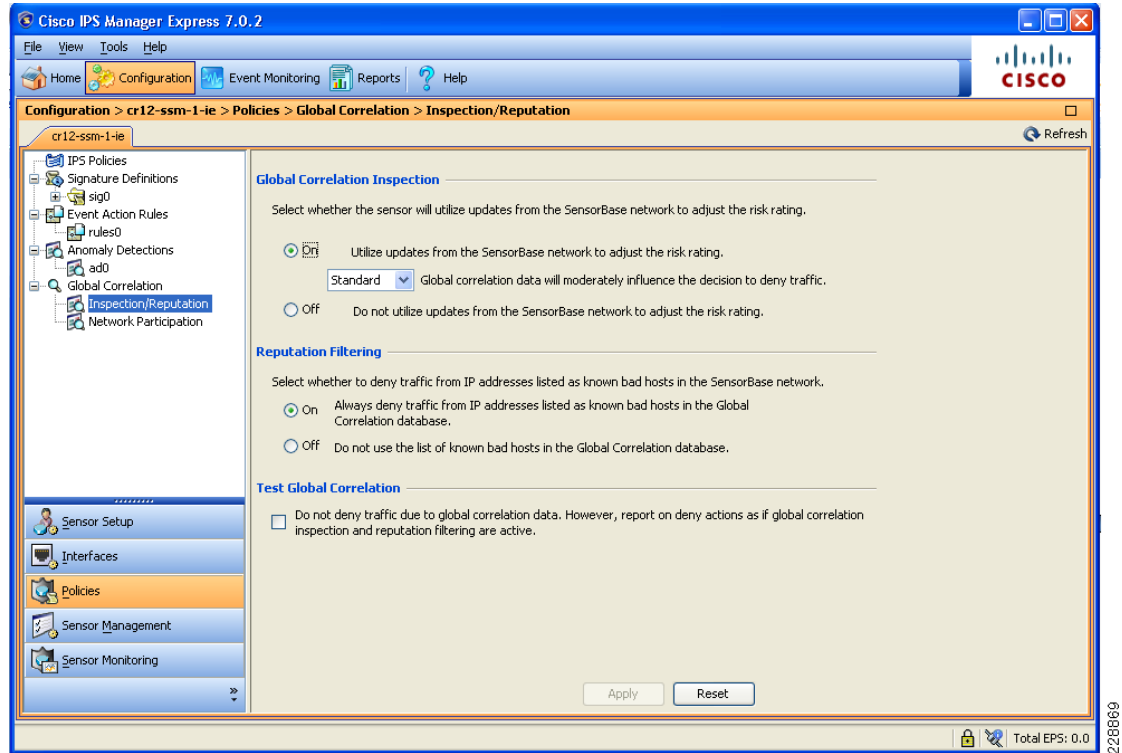 Cisco IPS Manager Express 7.0.2
File View Tools Help
Home Configuration Event Monitoring Reports Help
CISCO
Configuration > cr12-ssm-1-ie > Policies > Global Correlation > Inspection/Reputation
cr12-ssm-1-ie
Refresh
IPS Policies
Signature Definitions
sig0
Event Action Rules
rules0
Anomaly Detections
ad0
Global Correlation
Inspection/Reputation
Network Participation
Sensor Setup
Interfaces
Policies
Sensor Management
Sensor Monitoring
Global Correlation Inspection
Select whether the sensor will utilize updates from the SensorBase network to adjust the risk rating.
On Utilize updates from the SensorBase network to adjust the risk rating.
Standard Global correlation data will moderately influence the decision to deny traffic.
Off Do not utilize updates from the SensorBase network to adjust the risk rating.
Reputation Filtering
Select whether to deny traffic from IP addresses listed as known bad hosts in the SensorBase network.
On Always deny traffic from IP addresses listed as known bad hosts in the Global
Correlation database.
Off Do not use the list of known bad hosts in the Global Correlation database.
Test Global Correlation
Do not deny traffic due to global correlation data. However, report on deny actions as if global correlation
inspection and reputation filtering are active.
Apply Reset
Total EPS: 0.0
228869